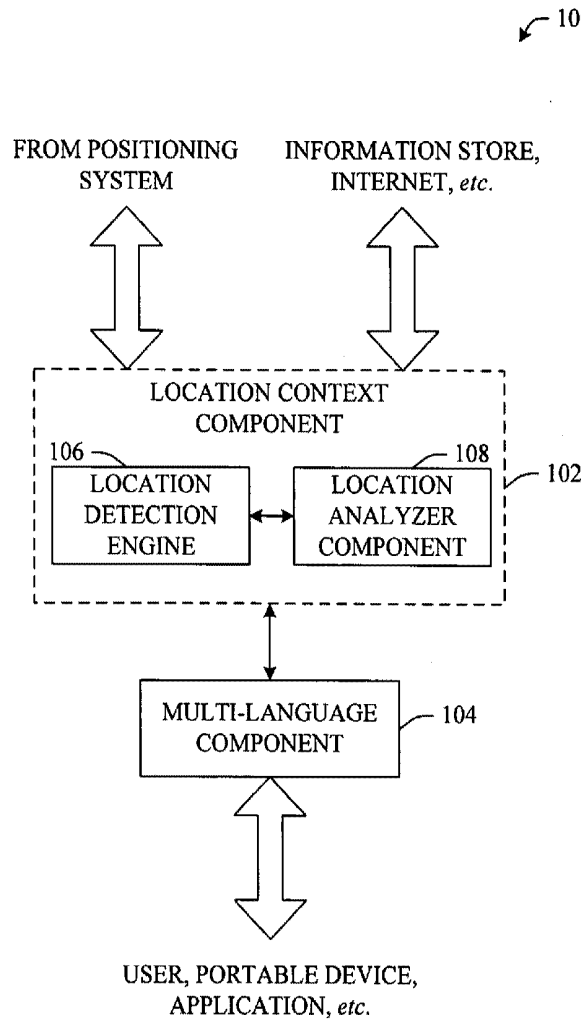 10
FROM POSITIONING
SYSTEM
INFORMATION STORE,
INTERNET, etc.
LOCATION CONTEXT
COMPONENT
106
108
102
LOCATION
DETECTION
ENGINE
LOCATION
ANALYZER
COMPONENT
MULTI-LANGUAGE
COMPONENT
104
USER, PORTABLE DEVICE,
APPLICATION, etc.